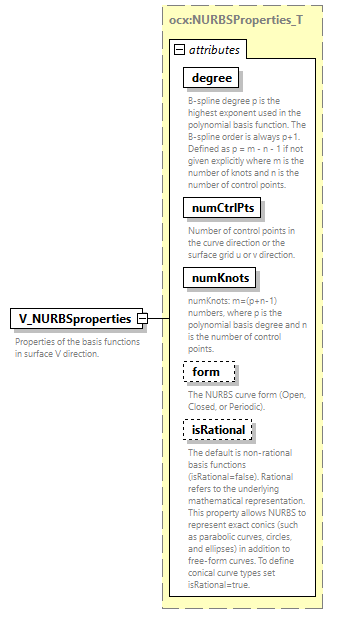 ocx:NURBSProperties_T
attributes
degree
B-spline degree p is the
highest exponent used in the
polynomial basis function. The
B-spline order is always p+1.
Defined as p = m - n - 1 if not
given explicitly where m is the
number of knots and n is the
number of control points.
numCtrlPts
Number of control points in
the curve direction or the
surface grid u or v direction.
numKnots
numKnots: m=(p+n-1)
numbers, where p is the
polynomial basis degree and n
is the number of control
points.
V_NURBSproperties
Properties of the basis functions
in surface V direction.
form
The NURBS curve form (Open,
Closed, or Periodic).
isRational
The default is non-rational
basis functions
(isRational=false). Rational
refers to the underlying
mathematical representation.
This property allows NURBS to
represent exact conics (such
as parabolic curves, circles,
and ellipses) in addition to
free-form curves. To define
conical curve types set
isRational=true.